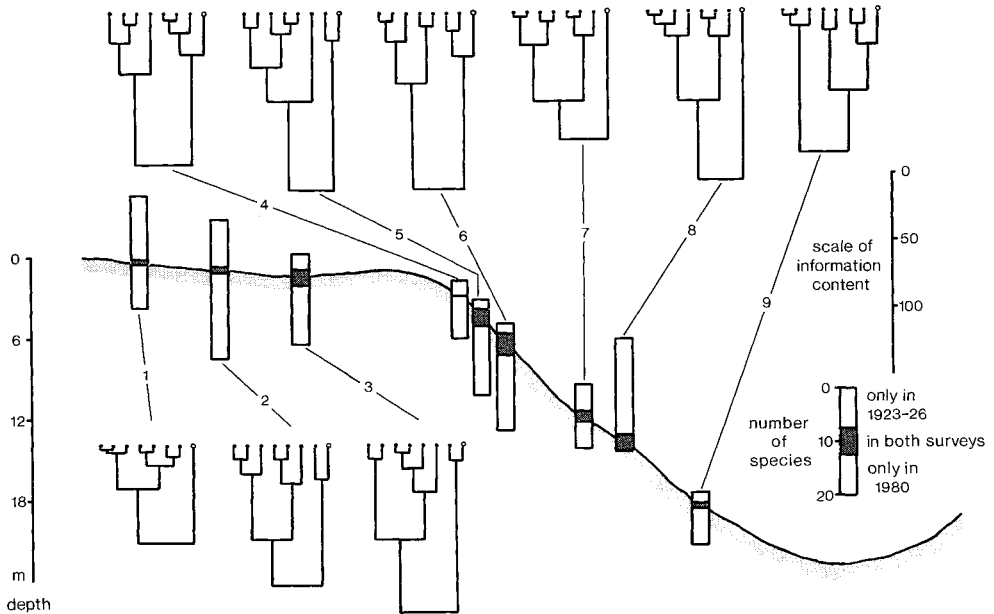 4
5
6
7
8
9
0
50
100
scale of
information
content
0
6
12
18
m
depth
1
2
3
0
10
20
number
of
species
only in
1923-26
in both surveys
only in
1980